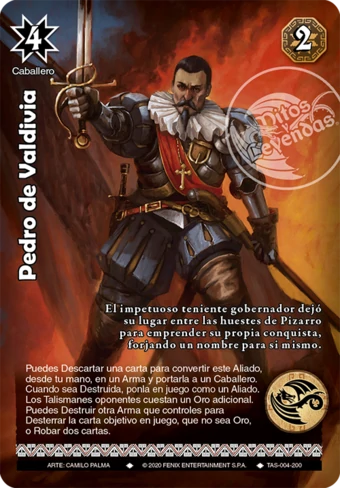 4
2
Caballero
Mitos
y
Leyendas
Pedro de Valdivia
El impetuoso teniente gobernador dejó
su lugar entre las huestes de Pizarro
para emprender su propia conquista,
forjando un nombre para si mismo.
Puedes Descartar una carta para convertir este Aliado,
desde tu mano, en un Arma y portarla a un Caballero.
Cuando sea Destruida, ponla en juego como un Aliado.
Los Talismanes oponentes cuestan un Oro adicional.
Puedes Destruir otra Arma que controles para
Desterrar la carta objetivo en juego, que no sea Oro,
o Robar dos cartas.
ARTE: CAMILO PALMA ◆ © 2020 FENIX ENTERTAINMENT S.P.A. ◆ TAS-004-200